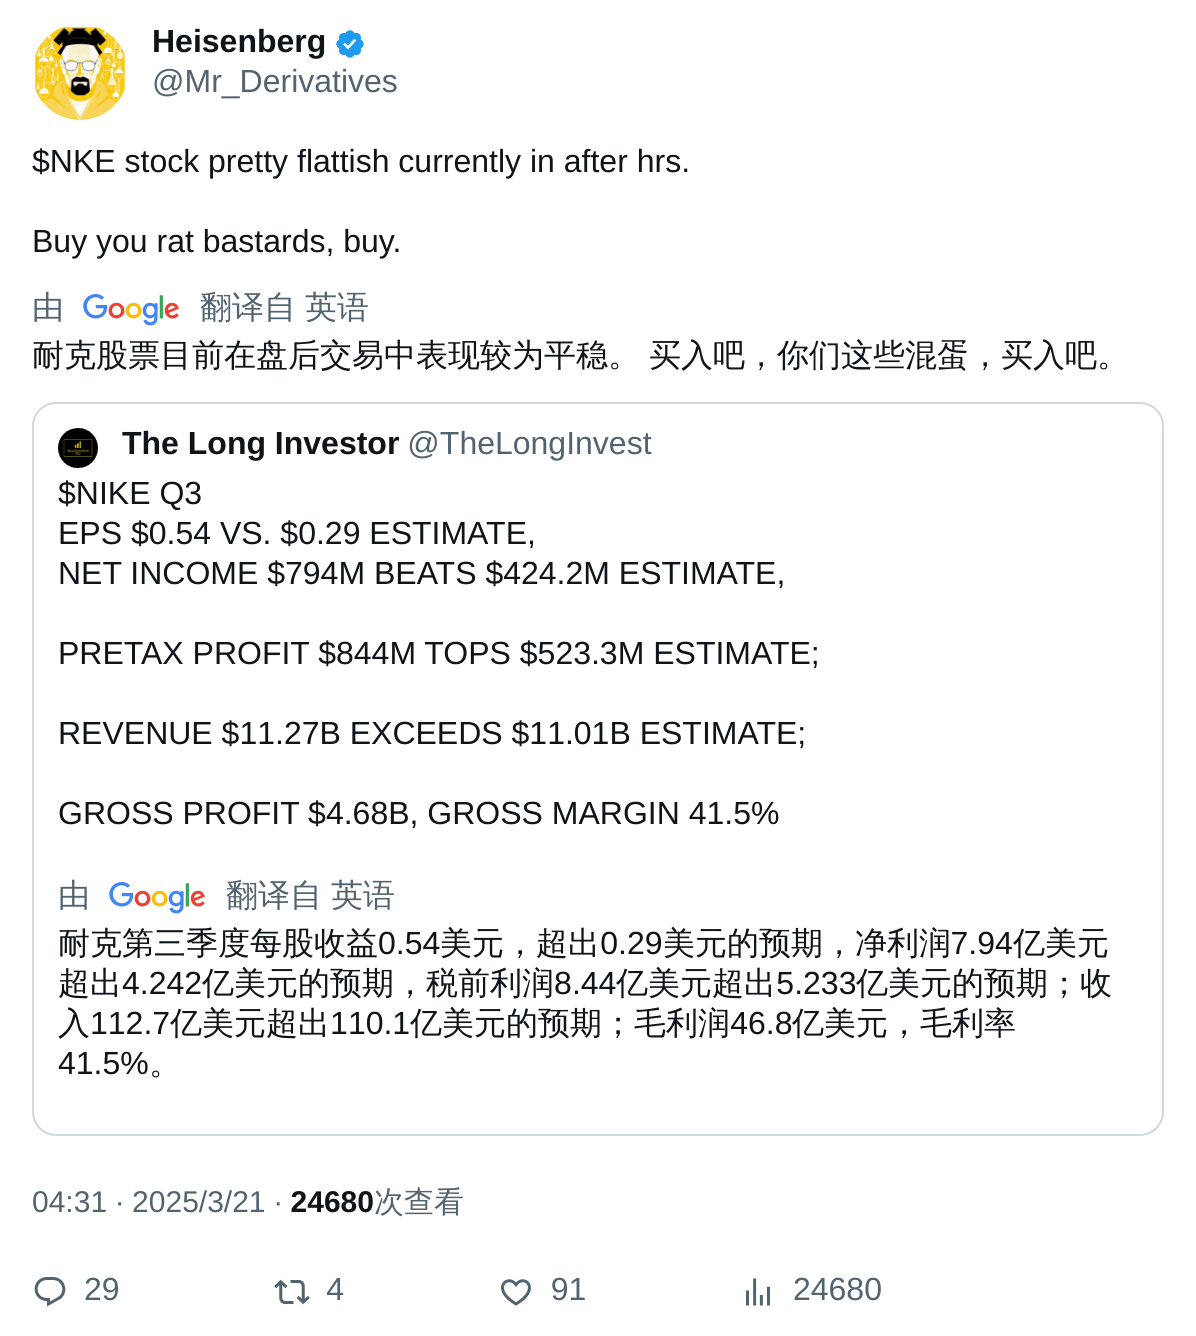 Heisenberg
@Mr_Derivatives
$NKE stock pretty flattish currently in after hrs.
Buy you rat bastards, buy.
由 Google 翻译自 英语
耐克股票目前在盘后交易中表现较为平稳。 买入吧，你们这些混蛋，买入吧。
The Long Investor @TheLongInvest
$NIKE Q3
EPS $0.54 VS. $0.29 ESTIMATE,
NET INCOME $794M BEATS $424.2M ESTIMATE,
PRETAX PROFIT $844M TOPS $523.3M ESTIMATE;
REVENUE $11.27B EXCEEDS $11.01B ESTIMATE;
GROSS PROFIT $4.68B, GROSS MARGIN 41.5%
由 Google 翻译自 英语
耐克第三季度每股收益0.54美元，超出0.29美元的预期，净利润7.94亿美元
超出4.242亿美元的预期，税前利润8.44亿美元超出5.233亿美元的预期；收
入112.7亿美元超出110.1亿美元的预期；毛利润46.8亿美元，毛利率
41.5%。
04:31 · 2025/3/21 · 24680次查看
29 4 91 24680